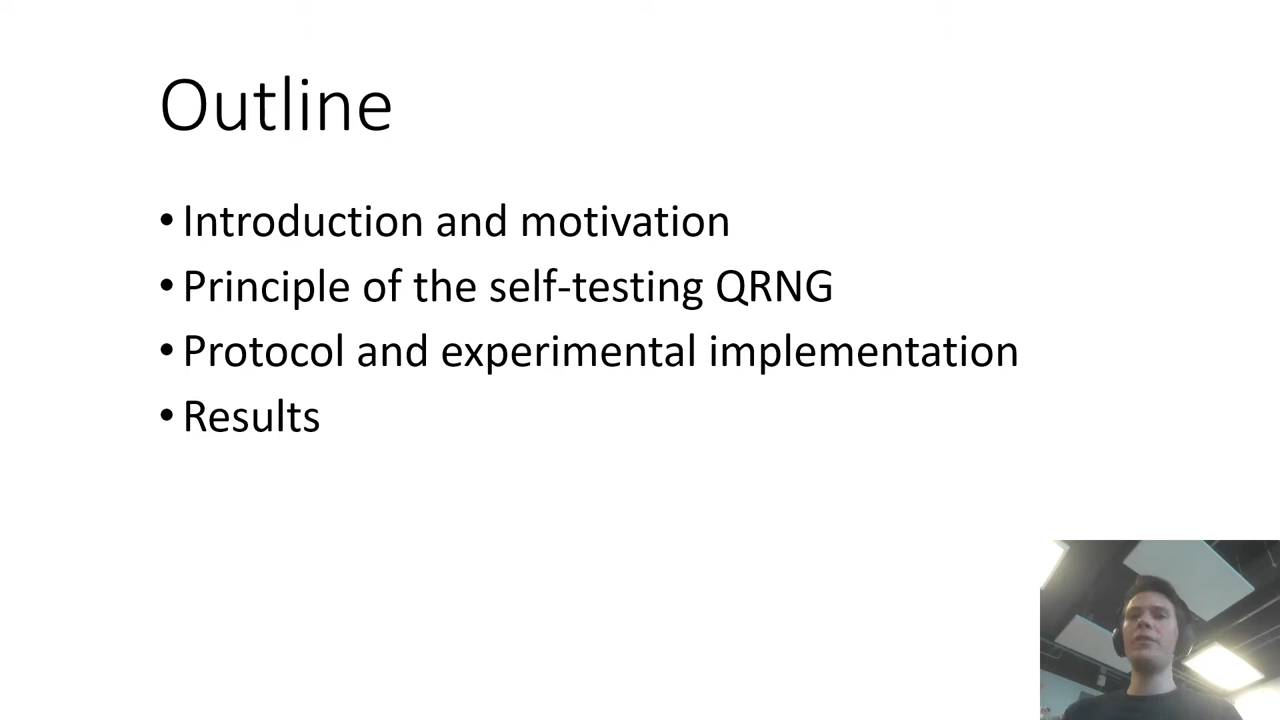 Outline
• Introduction and motivation
• Principle of the self-testing QRNG
• Protocol and experimental implementation
• Results